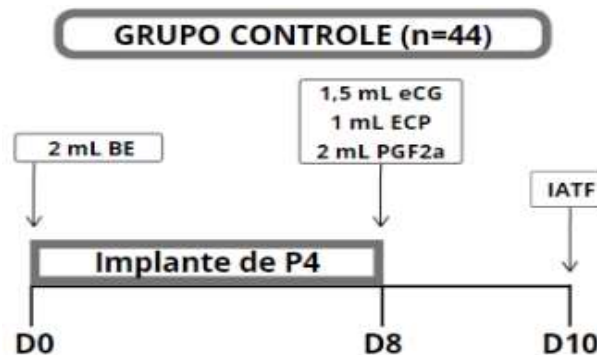 GRUPO CONTROLE (n=44)
1,5 mL eCG
1 mL ECP
2 mL PGF2a
2 mL BE
IATF
Implante de P4
D0
D8
D10